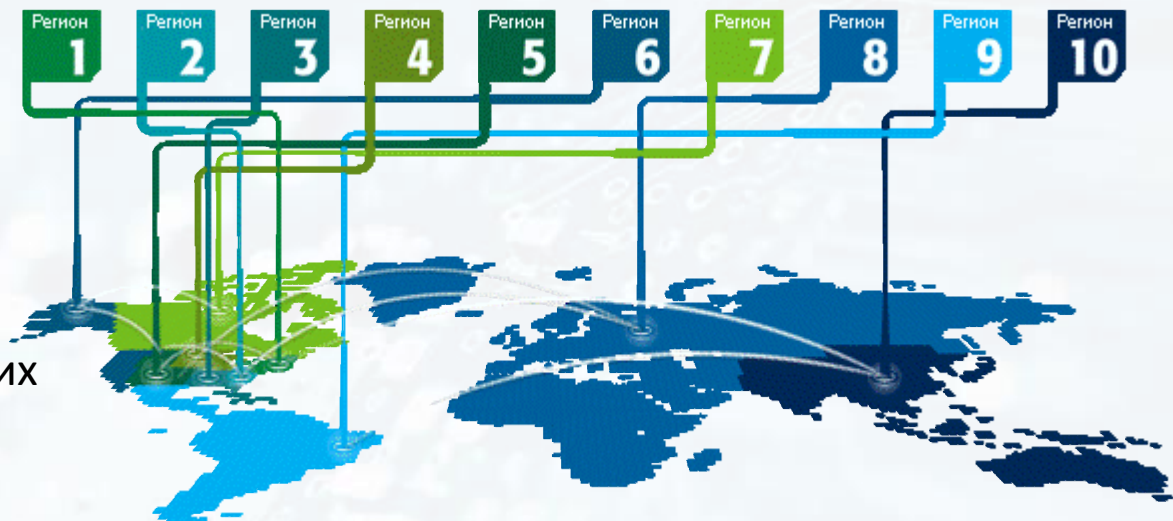 Регион 1
Регион 2
Регион 3
Регион 4
Регион 5
Регион 6
Регион 7
Регион 8
Регион 9
Регион 10
их